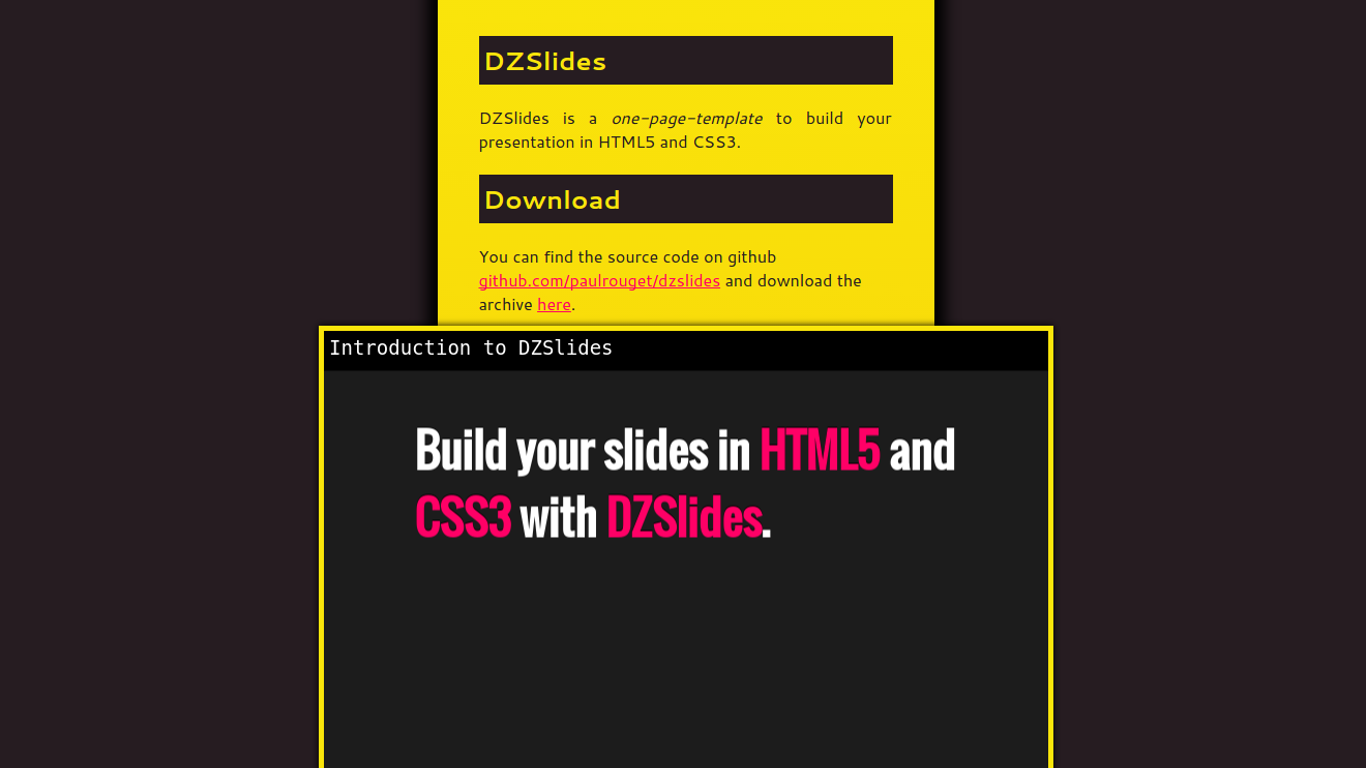 DZSlides
DZSlides is a one-page-template to build your
presentation in HTML5 and CSS3.
Download
You can find the source code on github
github.com/paulrouget/dzslides and download the
archive here.
Introduction to DZSlides
Build your slides in HTML5 and
CSS3 with DZSlides.